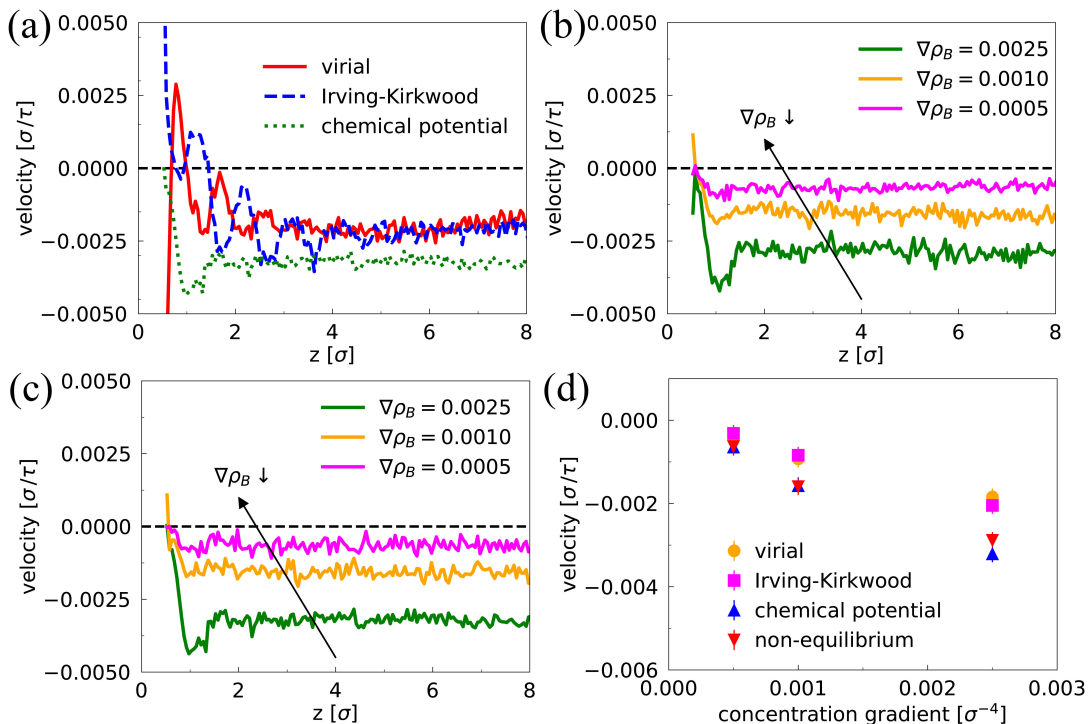 (a)
0.0050
0.0025
0.0000
−0.0025
−0.0050
velocity [σ/τ]
virial
Irving-Kirkwood
chemical potential
0 2 4 6 8
z [σ]
(b)
0.0050
0.0025
0.0000
−0.0025
−0.0050
velocity [σ/τ]
∇ρ_B = 0.0025
∇ρ_B = 0.0010
∇ρ_B = 0.0005
∇ρ_B ↓
0 2 4 6 8
z [σ]
(c)
0.0050
0.0025
0.0000
−0.0025
−0.0050
velocity [σ/τ]
∇ρ_B = 0.0025
∇ρ_B = 0.0010
∇ρ_B = 0.0005
∇ρ_B ↓
0 2 4 6 8
z [σ]
(d)
0.000
−0.002
−0.004
−0.006
velocity [σ/τ]
virial
Irving-Kirkwood
chemical potential
non-equilibrium
0.000 0.001 0.002 0.003
concentration gradient [σ⁻⁴]